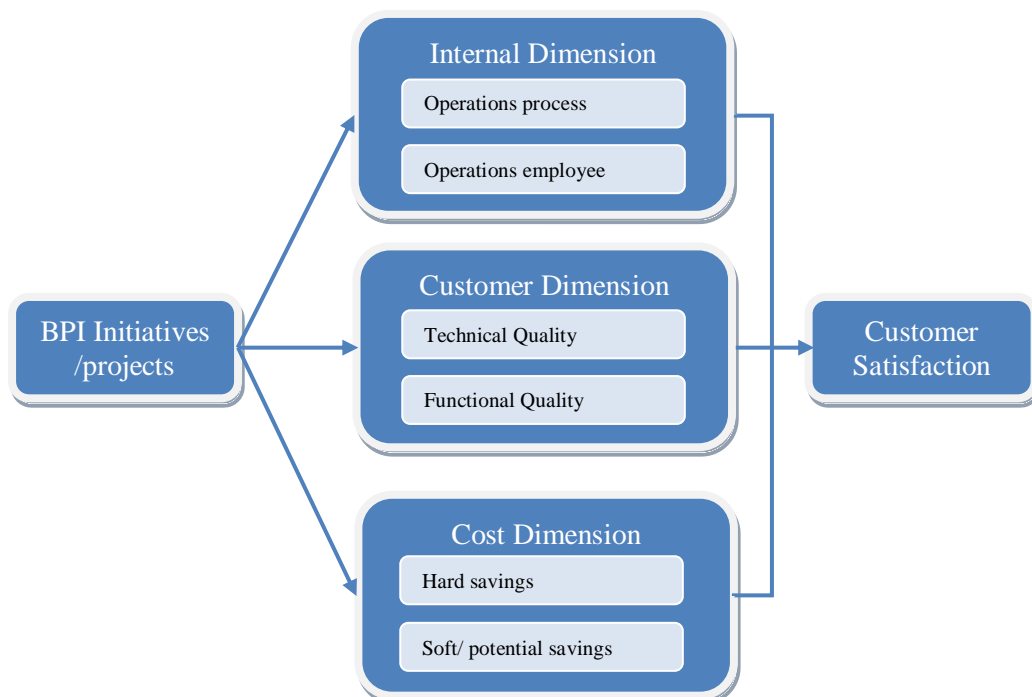 Internal Dimension
Operations process
Operations employee
BPI Initiatives
/projects
Customer Dimension
Technical Quality
Functional Quality
Customer
Satisfaction
Cost Dimension
Hard savings
Soft/ potential savings